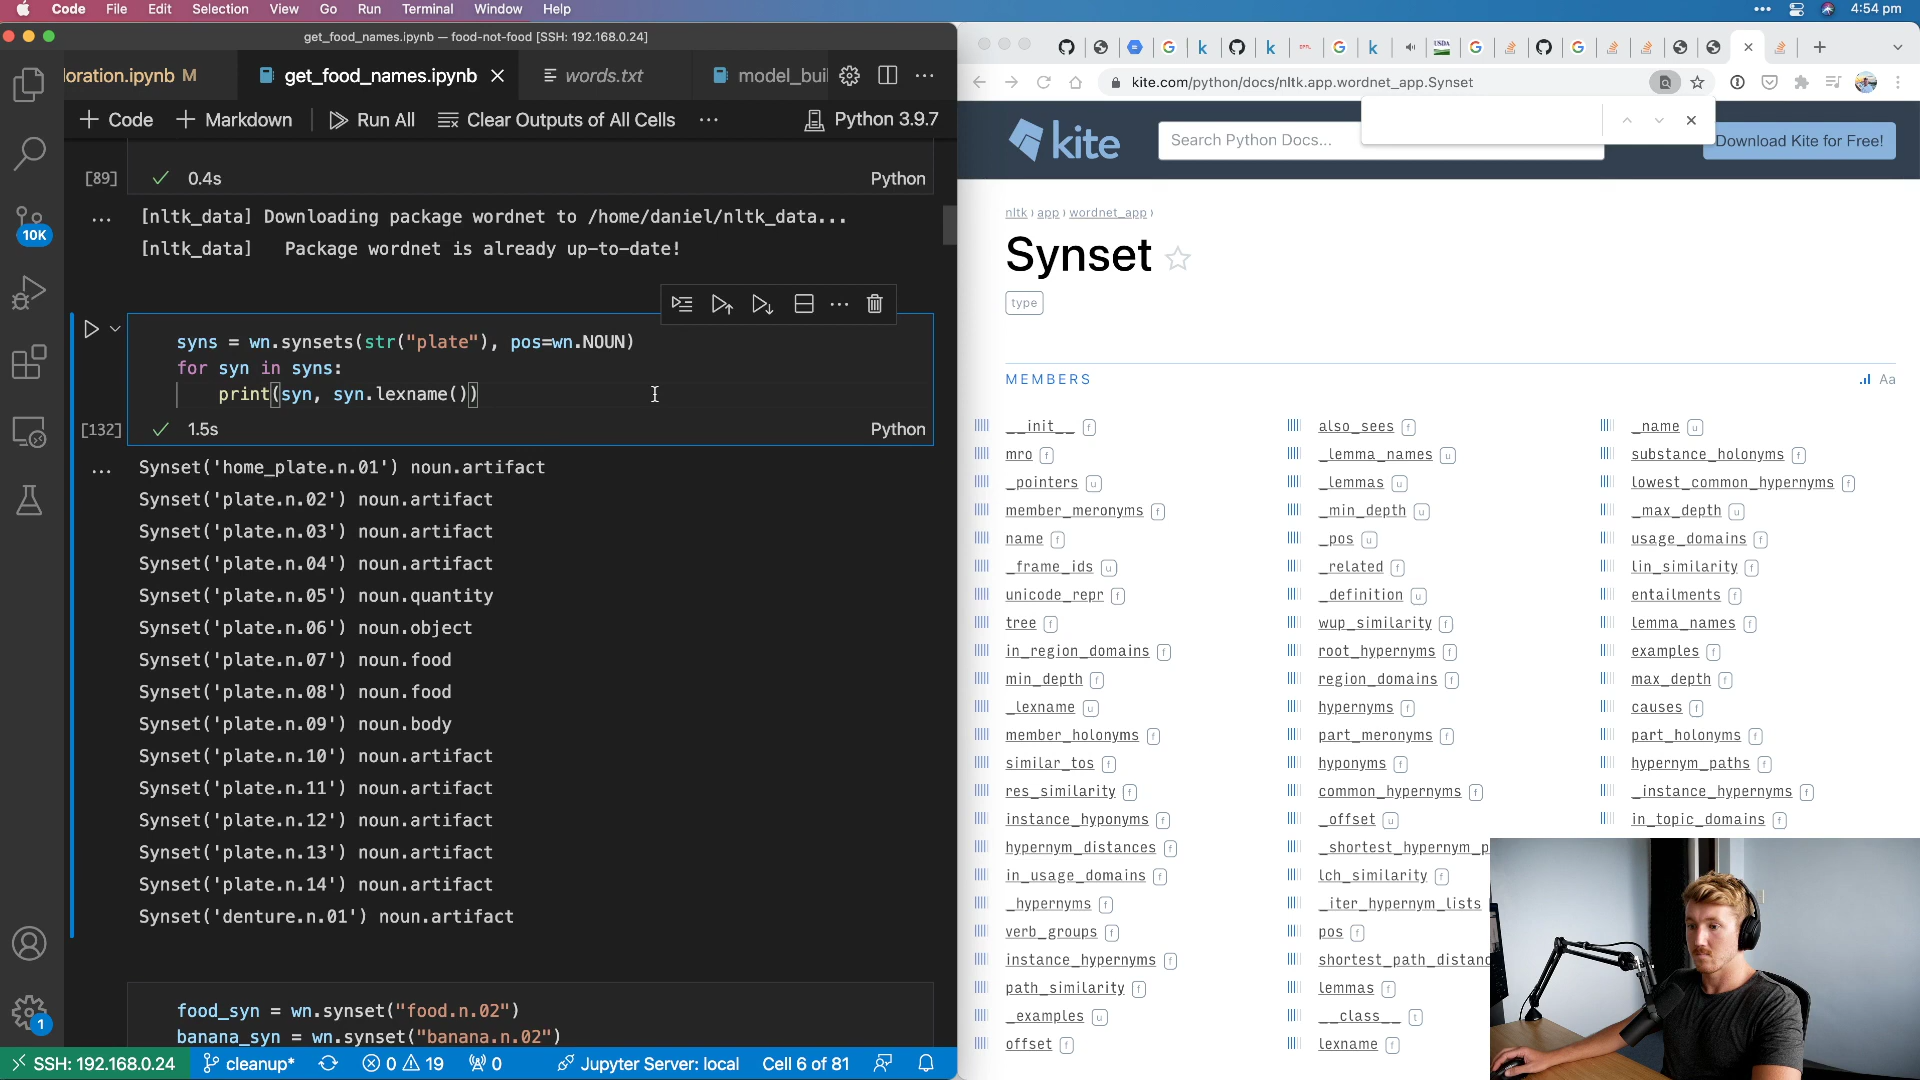 Code File Edit Selection View Go Run Terminal Window Help 4:54 pm
get_food_names.ipynb — food-not-food [SSH: 192.168.0.24]
loration.ipynb M get_food_names.ipynb words.txt model_buil
Code Markdown Run All Clear Outputs of All Cells Python 3.9.7
[89] 0.4s Python
[nltk_data] Downloading package wordnet to /home/daniel/nltk_data...
[nltk_data] Package wordnet is already up-to-date!
10K
syns = wn.synsets(str("plate"), pos=wn.NOUN)
for syn in syns:
print(syn, syn.lexname())
[132] 1.5s Python
Synset('home_plate.n.01') noun.artifact
Synset('plate.n.02') noun.artifact
Synset('plate.n.03') noun.artifact
Synset('plate.n.04') noun.artifact
Synset('plate.n.05') noun.quantity
Synset('plate.n.06') noun.object
Synset('plate.n.07') noun.food
Synset('plate.n.08') noun.food
Synset('plate.n.09') noun.body
Synset('plate.n.10') noun.artifact
Synset('plate.n.11') noun.artifact
Synset('plate.n.12') noun.artifact
Synset('plate.n.13') noun.artifact
Synset('plate.n.14') noun.artifact
Synset('denture.n.01') noun.artifact
food_syn = wn.synset("food.n.02")
banana_syn = wn.synset("banana.n.02")
1
SSH: 192.168.0.24 cleanup* 0 19 0 Jupyter Server: local Cell 6 of 81
kite.com/python/docs/nltk.app.wordnet_app.Synset
kite Search Python Docs... Download Kite for Free!
nltk › app › wordnet_app ›
Synset
type
MEMBERS Aa
__init__ f also_sees f _name u
mro f _lemma_names u substance_holonyms f
_pointers u _lemmas u lowest_common_hypernyms f
member_meronyms f _min_depth u _max_depth u
name f _pos u usage_domains f
_frame_ids u _related f lin_similarity f
unicode_repr f _definition u entailments f
tree f wup_similarity f lemma_names f
in_region_domains f root_hypernyms f examples f
min_depth f region_domains f max_depth f
_lexname u hypernyms f causes f
member_holonyms f part_meronyms f part_holonyms f
similar_tos f hyponyms f hypernym_paths f
res_similarity f common_hypernyms f _instance_hypernyms f
instance_hyponyms f _offset u in_topic_domains f
hypernym_distances f _shortest_hypernym_p
in_usage_domains f lch_similarity f
_hypernyms f _iter_hypernym_lists
verb_groups f pos f
instance_hypernyms f shortest_path_distanc
path_similarity f lemmas f
_examples u __class__ t
offset f lexname f